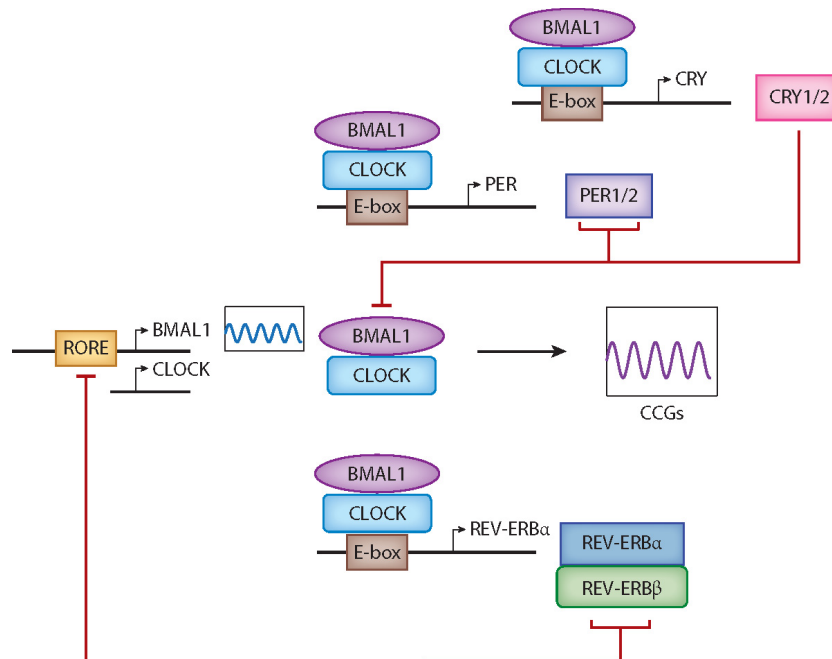 BMAL1
CLOCK
E-box
CRY
CRY1/2
BMAL1
CLOCK
E-box
PER
PER1/2
RORE
BMAL1
CLOCK
BMAL1
CLOCK
CCGs
BMAL1
CLOCK
E-box
REV-ERBα
REV-ERBα
REV-ERBβ